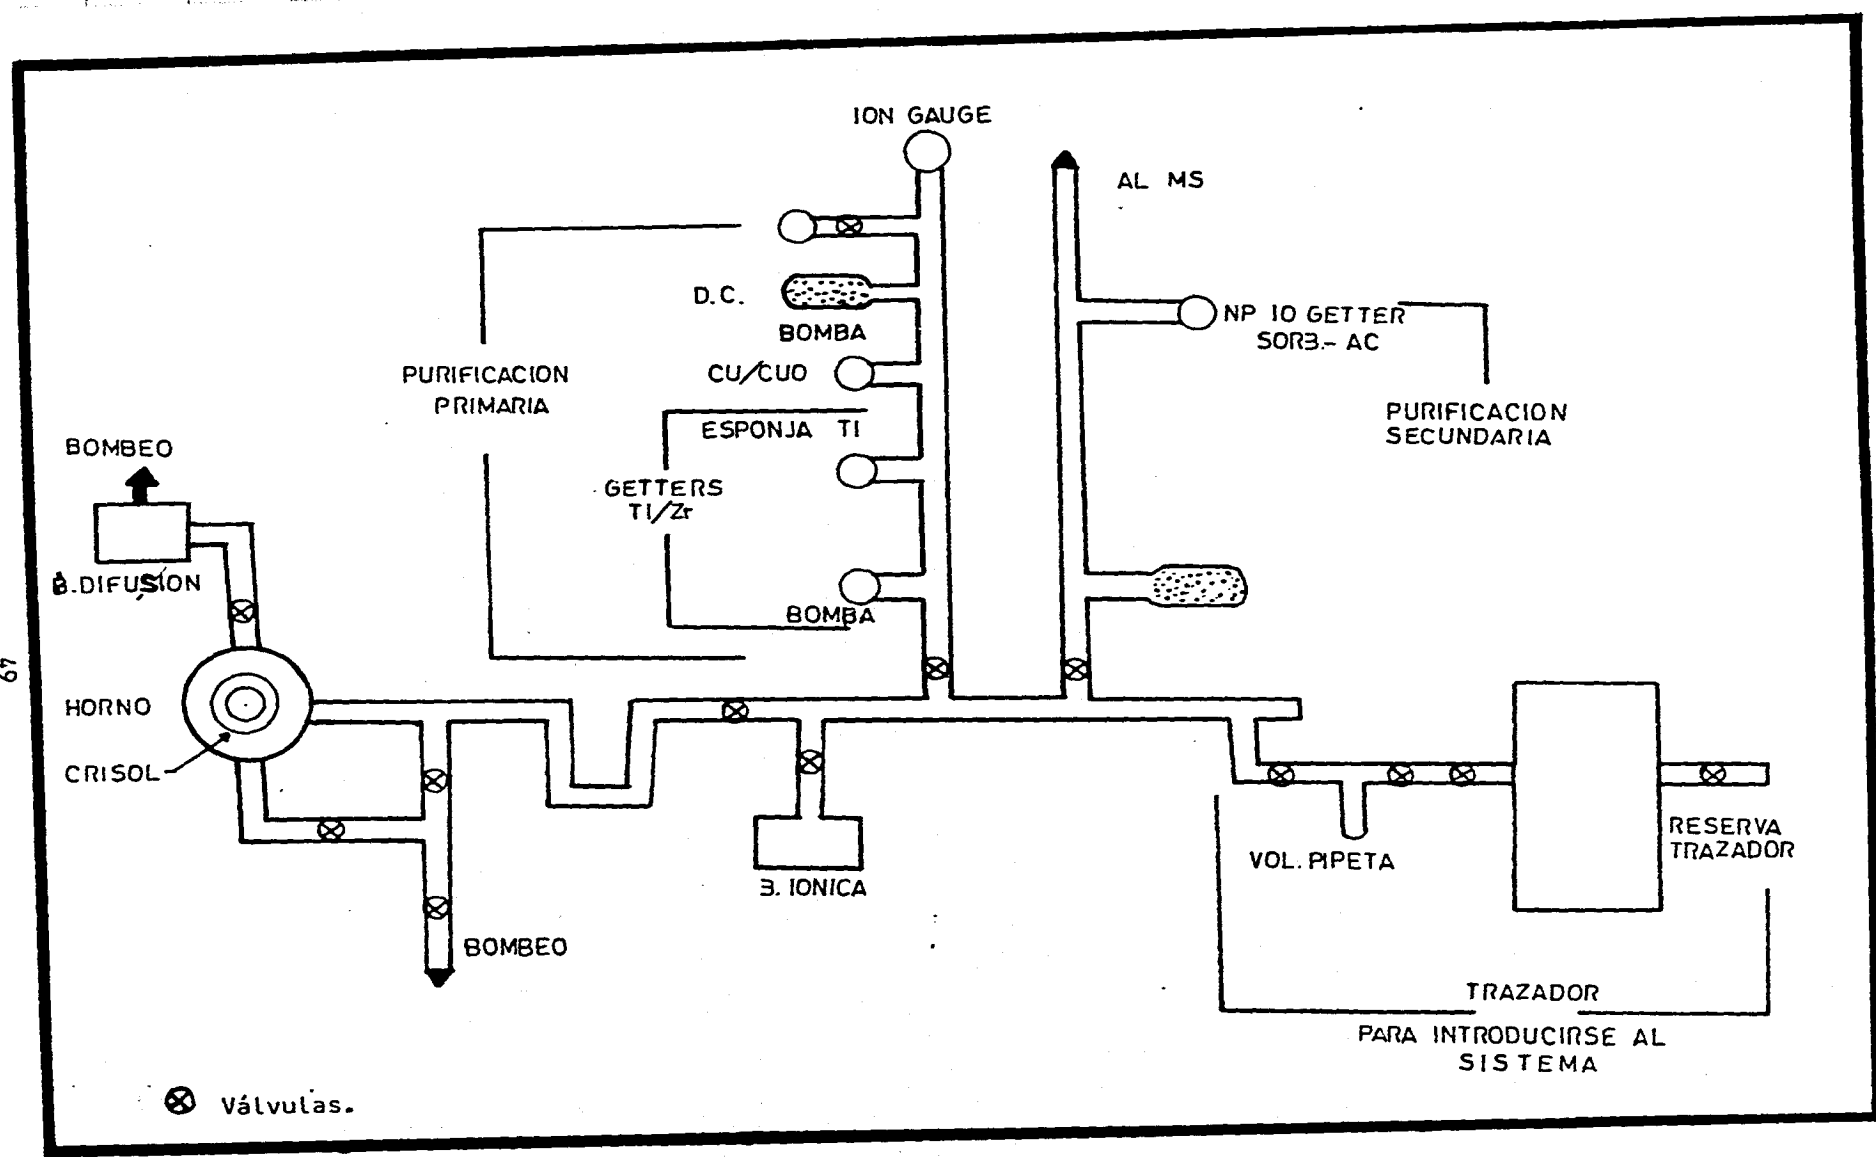 ION GAUGE
AL MS
D.C.
BOMBA
NP 10 GETTER
SORB.- AC
PURIFICACION
PRIMARIA
CU/CUO
ESPONJA TI
PURIFICACION
SECUNDARIA
BOMBEO
GETTERS
TI/Zr
B.DIFUSION
BOMBA
67
HORNO
CRISOL
RESERVA
TRAZADOR
VOL. PIPETA
B. IONICA
BOMBEO
TRAZADOR
PARA INTRODUCIRSE AL
SISTEMA
Válvulas.